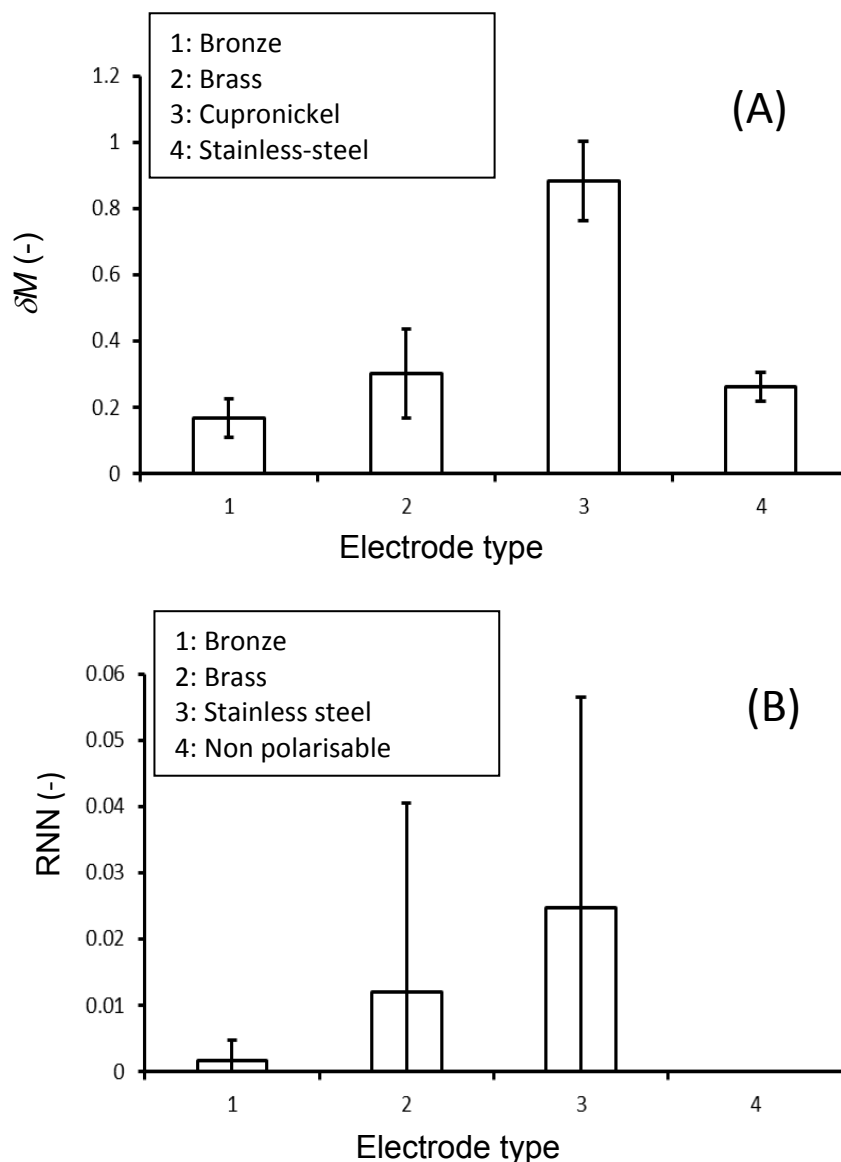 1: Bronze
2: Brass
3: Cupronickel
4: Stainless-steel
(A)
1.2
1
0.8
0.6
0.4
0.2
0
δM (-)
1 2 3 4
Electrode type
1: Bronze
2: Brass
3: Stainless steel
4: Non polarisable
(B)
0.06
0.05
0.04
0.03
0.02
0.01
0
RNN (-)
1 2 3 4
Electrode type